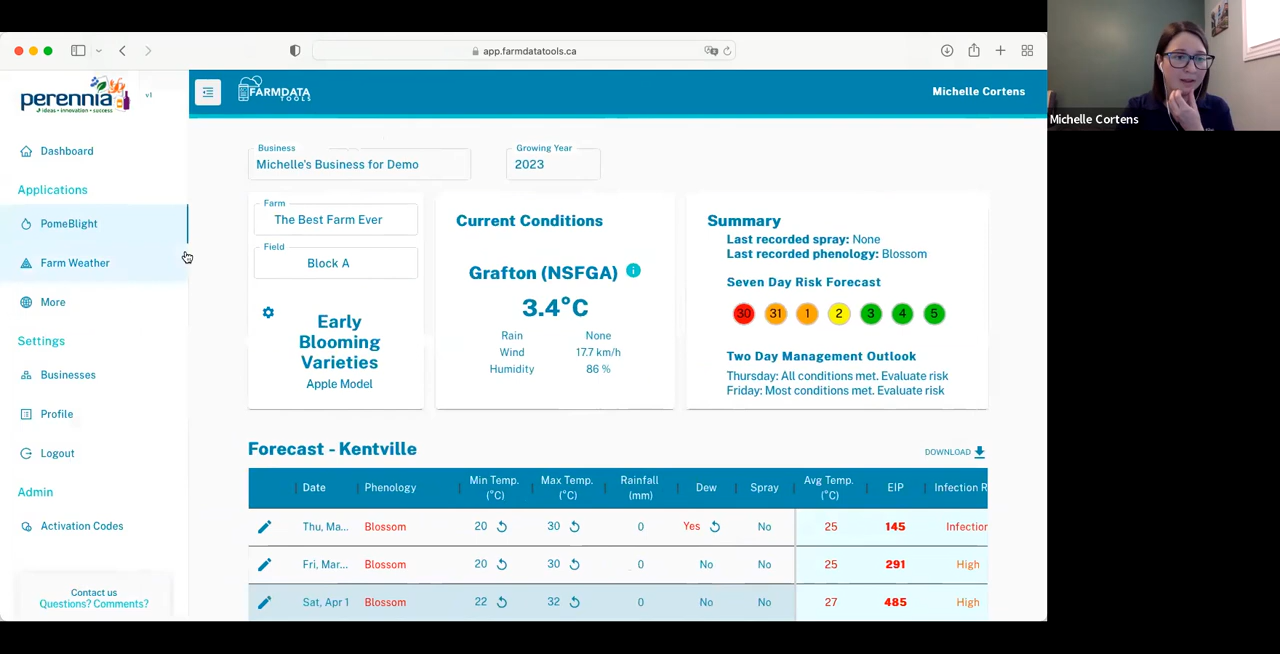 app.farmdatatools.ca
perennia
ideas • innovation • success
v1
FARMDATA
TOOLS
Michelle Cortens
Michelle Cortens
Dashboard
Applications
PomeBlight
Farm Weather
More
Settings
Businesses
Profile
Logout
Admin
Activation Codes
Contact us
Questions? Comments?
Business
Michelle's Business for Demo
Growing Year
2023
Farm
The Best Farm Ever
Field
Block A
Early
Blooming
Varieties
Apple Model
Current Conditions
Grafton (NSFGA)
3.4°C
Rain None
Wind 17.7 km/h
Humidity 86 %
Summary
Last recorded spray: None
Last recorded phenology: Blossom
Seven Day Risk Forecast
30 31 1 2 3 4 5
Two Day Management Outlook
Thursday: All conditions met. Evaluate risk
Friday: Most conditions met. Evaluate risk
Forecast - Kentville
DOWNLOAD
Date Phenology Min Temp. (°C) Max Temp. (°C) Rainfall (mm) Dew Spray Avg Temp. (°C) EIP Infection R
Thu, Ma... Blossom 20 30 0 Yes No 25 145 Infection
Fri, Mar... Blossom 20 30 0 No No 25 291 High
Sat, Apr 1 Blossom 22 32 0 No No 27 485 High